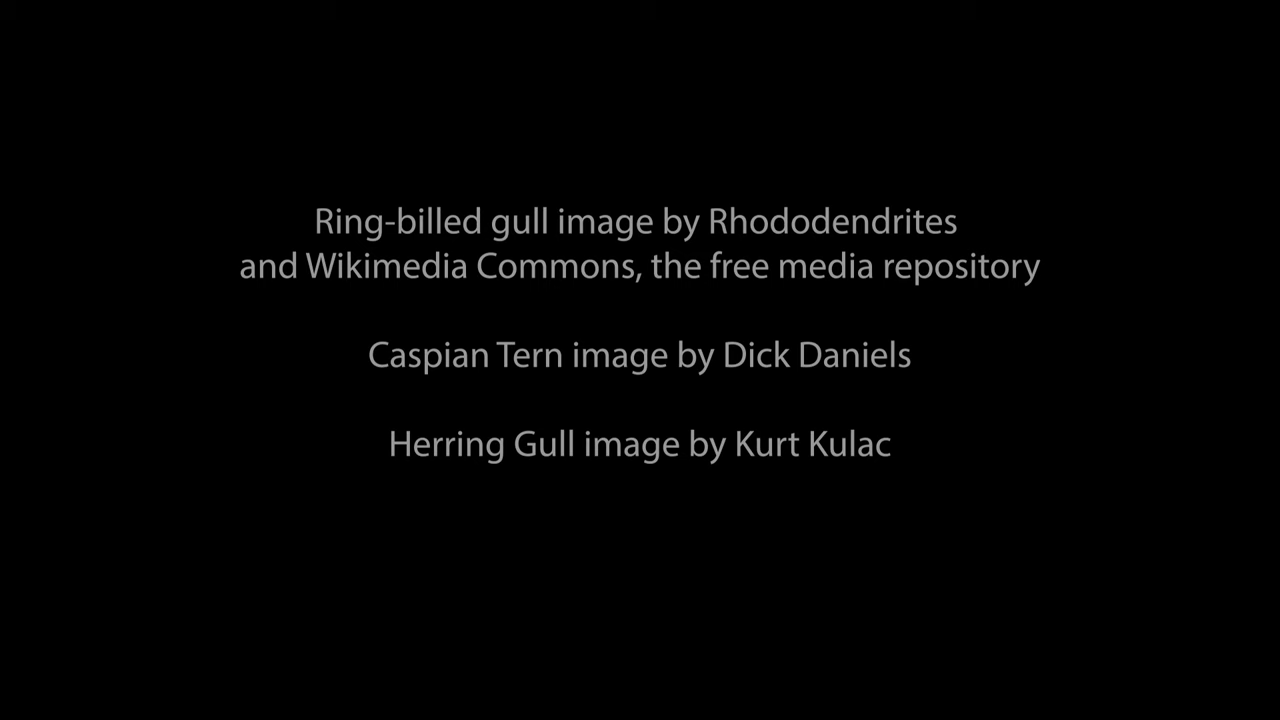 Ring-billed gull image by Rhododendrites
and Wikimedia Commons, the free media repository
Caspian Tern image by Dick Daniels
Herring Gull image by Kurt Kulac